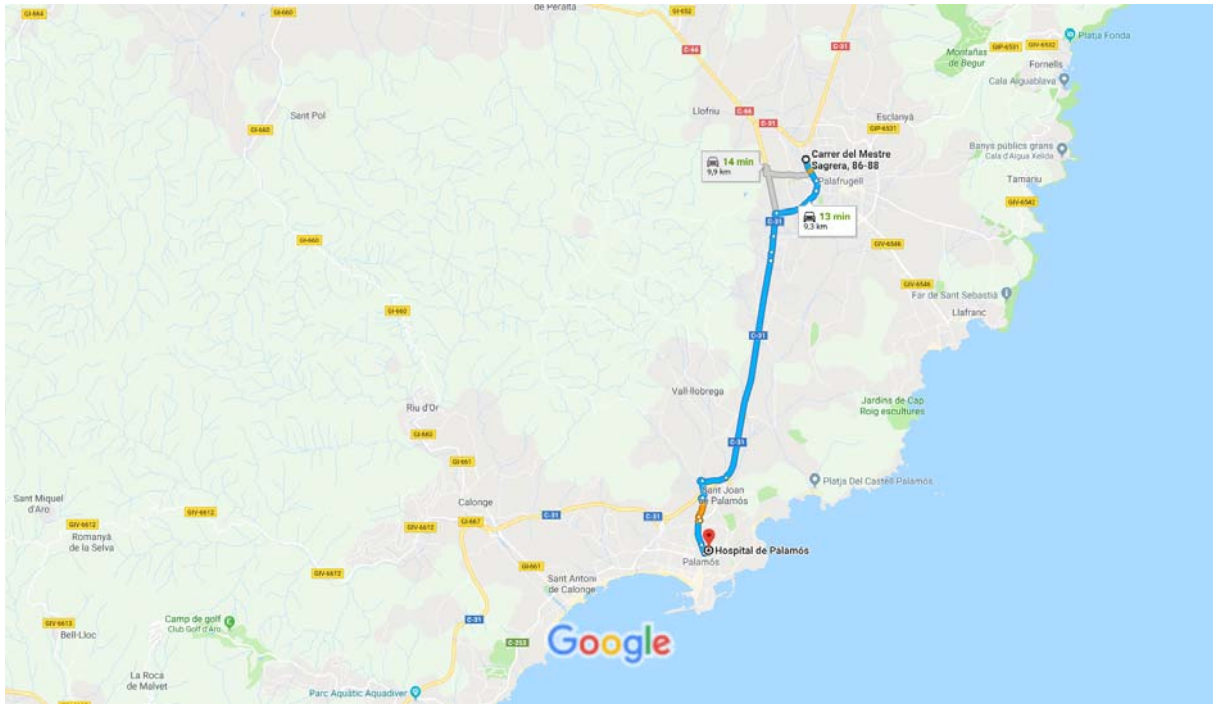 GI-664
GI-660
de Peralta
GI-652
C-66
C-31
GIP-6531
GIV-6532
Platja Fonda
Montañas
de Begur
Fornells
Cala Aiguablava
Sant Pol
GI-660
Llofriu
C-66
C-31
Esclanyà
GIP-6531
14 min
9,9 km
Carrer del Mestre
Sagrera, 86-88
Palafrugell
Banys públics grans
Cala d'Aigua Xelida
Tamariu
GIV-6542
13 min
9,3 km
C-31
GI-660
GIV-6546
GIV-6546
Far de Sant Sebastià
Llafranc
GI-660
C-31
Vall-llobrega
Riu d'Or
Jardins de Cap
Roig escultures
GI-660
C-31
GI-661
Sant Joan
de Palamós
Platja Del Castell Palamós
Sant Miquel
d'Aro
GIV-6612
GIV-6612
Calonge
C-31
C-31
GI-667
GIV-6613
Romanyà
de la Selva
Hospital de Palamós
Palamós
GIV-6612
GI-661
Sant Antoni
de Calonge
GIV-6613
Bell-Lloc
Camp de golf
Club Golf d'Aro
C-31
C-253
Google
La Roca
de Malvet
Parc Aquàtic Aquadiver